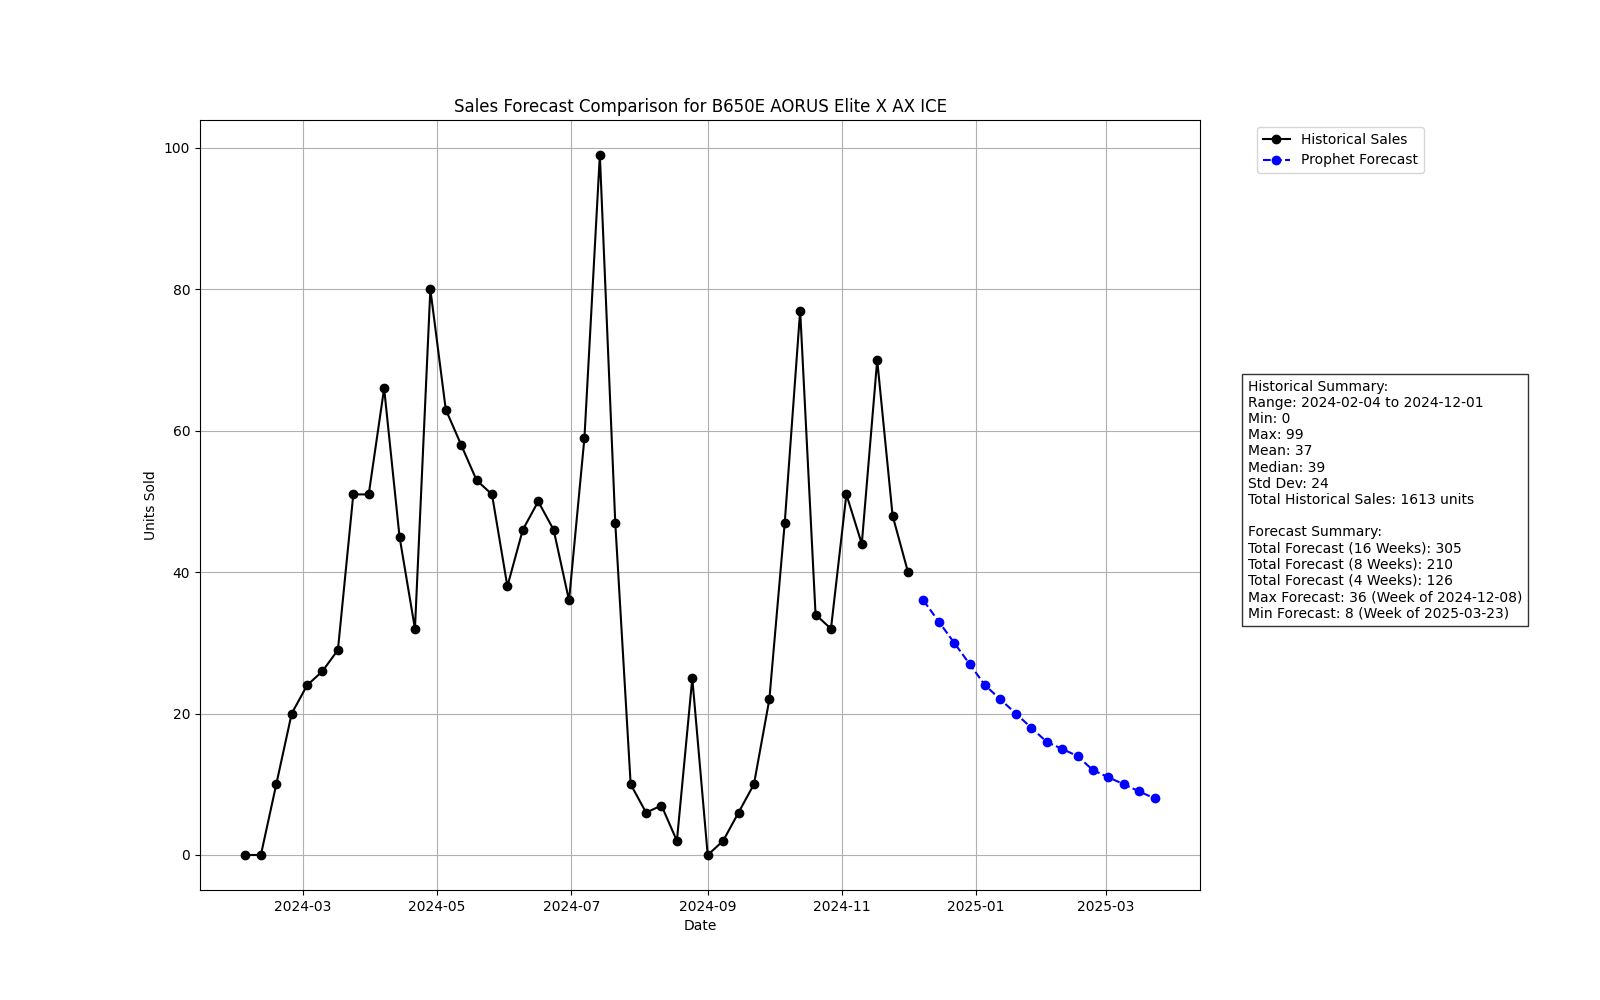 Sales Forecast Comparison for B650E AORUS Elite X AX ICE
Historical Sales
Prophet Forecast
100
80
60
40
20
0
Units Sold
2024-03
2024-05
2024-07
2024-09
2024-11
2025-01
2025-03
Date
Historical Summary:
Range: 2024-02-04 to 2024-12-01
Min: 0
Max: 99
Mean: 37
Median: 39
Std Dev: 24
Total Historical Sales: 1613 units
Forecast Summary:
Total Forecast (16 Weeks): 305
Total Forecast (8 Weeks): 210
Total Forecast (4 Weeks): 126
Max Forecast: 36 (Week of 2024-12-08)
Min Forecast: 8 (Week of 2025-03-23)